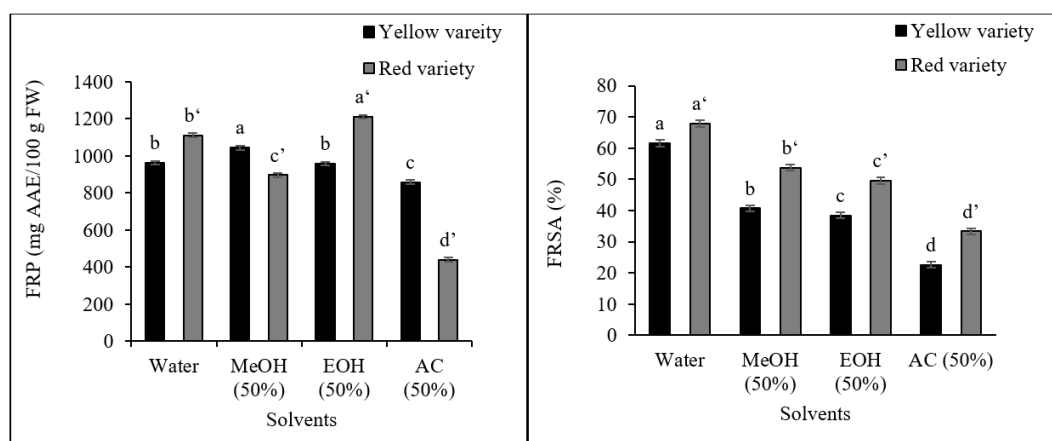 Yellow vareity
Red variety
FRP (mg AAE/100 g FW)
1400
1200
1000
800
600
400
200
0
b
b‘
a
c’
b
a‘
c
d’
Water
MeOH (50%)
EOH (50%)
AC (50%)
Solvents
Yellow variety
Red variety
FRSA (%)
80
70
60
50
40
30
20
10
0
a
a‘
b
b‘
c
c’
d
d’
Water
MeOH (50%)
EOH (50%)
AC (50%)
Solvents